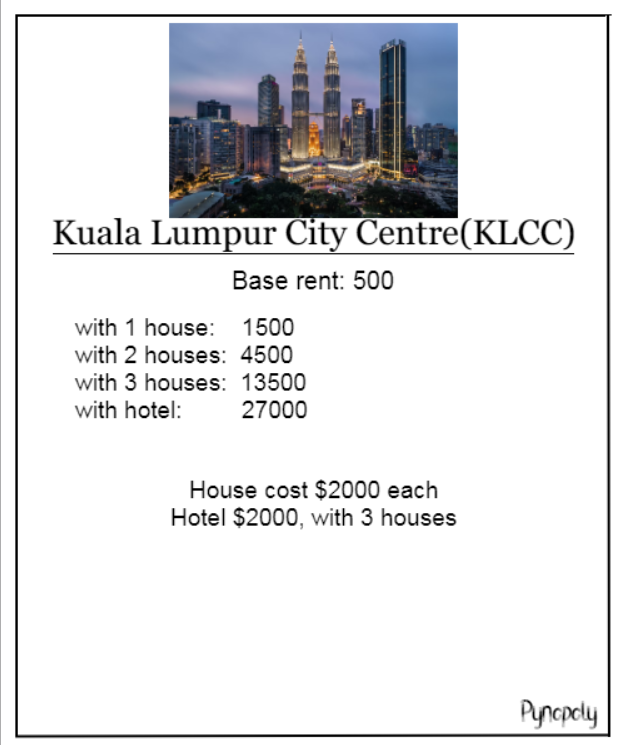 Kuala Lumpur City Centre(KLCC)
Base rent: 500
with 1 house: 1500
with 2 houses: 4500
with 3 houses: 13500
with hotel: 27000
House cost $2000 each
Hotel $2000, with 3 houses
Pynopoly